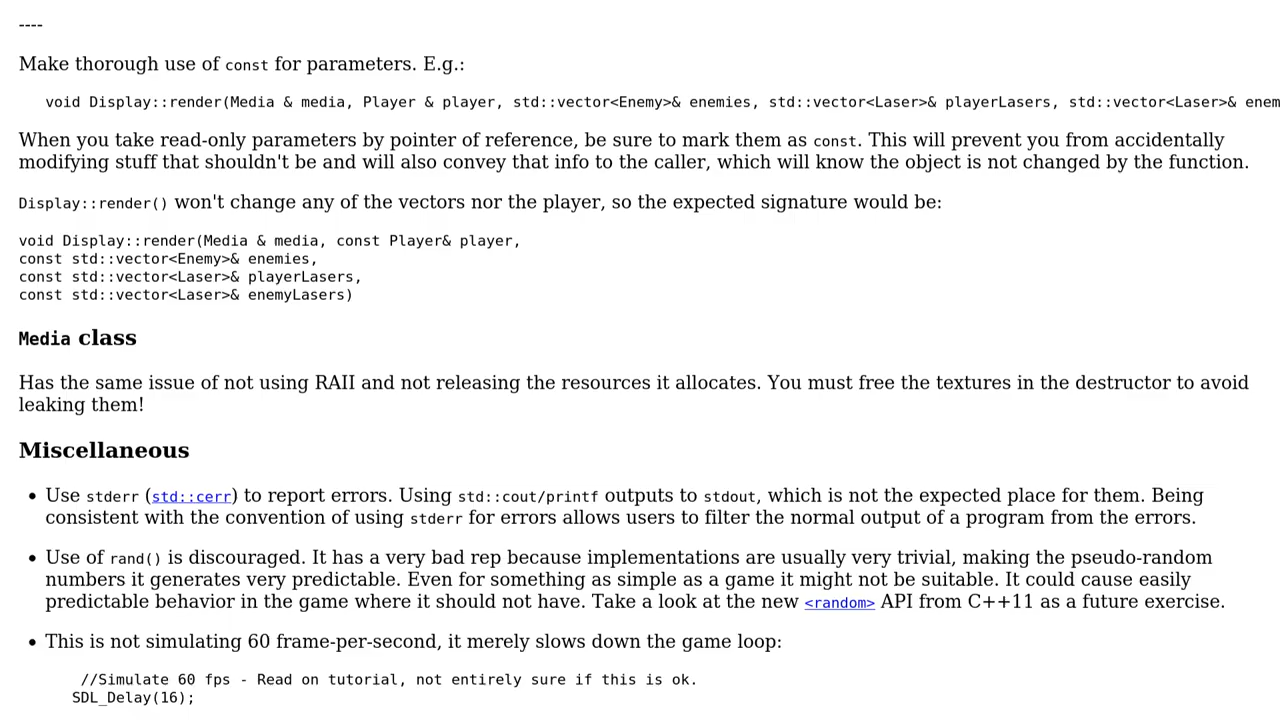 ----
Make thorough use of const for parameters. E.g.:
void Display::render(Media & media, Player & player, std::vector<Enemy>& enemies, std::vector<Laser>& playerLasers, std::vector<Laser>& enem
When you take read-only parameters by pointer of reference, be sure to mark them as const. This will prevent you from accidentally
modifying stuff that shouldn't be and will also convey that info to the caller, which will know the object is not changed by the function.
Display::render() won't change any of the vectors nor the player, so the expected signature would be:
void Display::render(Media & media, const Player& player,
const std::vector<Enemy>& enemies,
const std::vector<Laser>& playerLasers,
const std::vector<Laser>& enemyLasers)
Media class
Has the same issue of not using RAII and not releasing the resources it allocates. You must free the textures in the destructor to avoid
leaking them!
Miscellaneous
• Use stderr (std::cerr) to report errors. Using std::cout/printf outputs to stdout, which is not the expected place for them. Being
consistent with the convention of using stderr for errors allows users to filter the normal output of a program from the errors.
• Use of rand() is discouraged. It has a very bad rep because implementations are usually very trivial, making the pseudo-random
numbers it generates very predictable. Even for something as simple as a game it might not be suitable. It could cause easily
predictable behavior in the game where it should not have. Take a look at the new <random> API from C++11 as a future exercise.
• This is not simulating 60 frame-per-second, it merely slows down the game loop:
//Simulate 60 fps - Read on tutorial, not entirely sure if this is ok.
SDL_Delay(16);